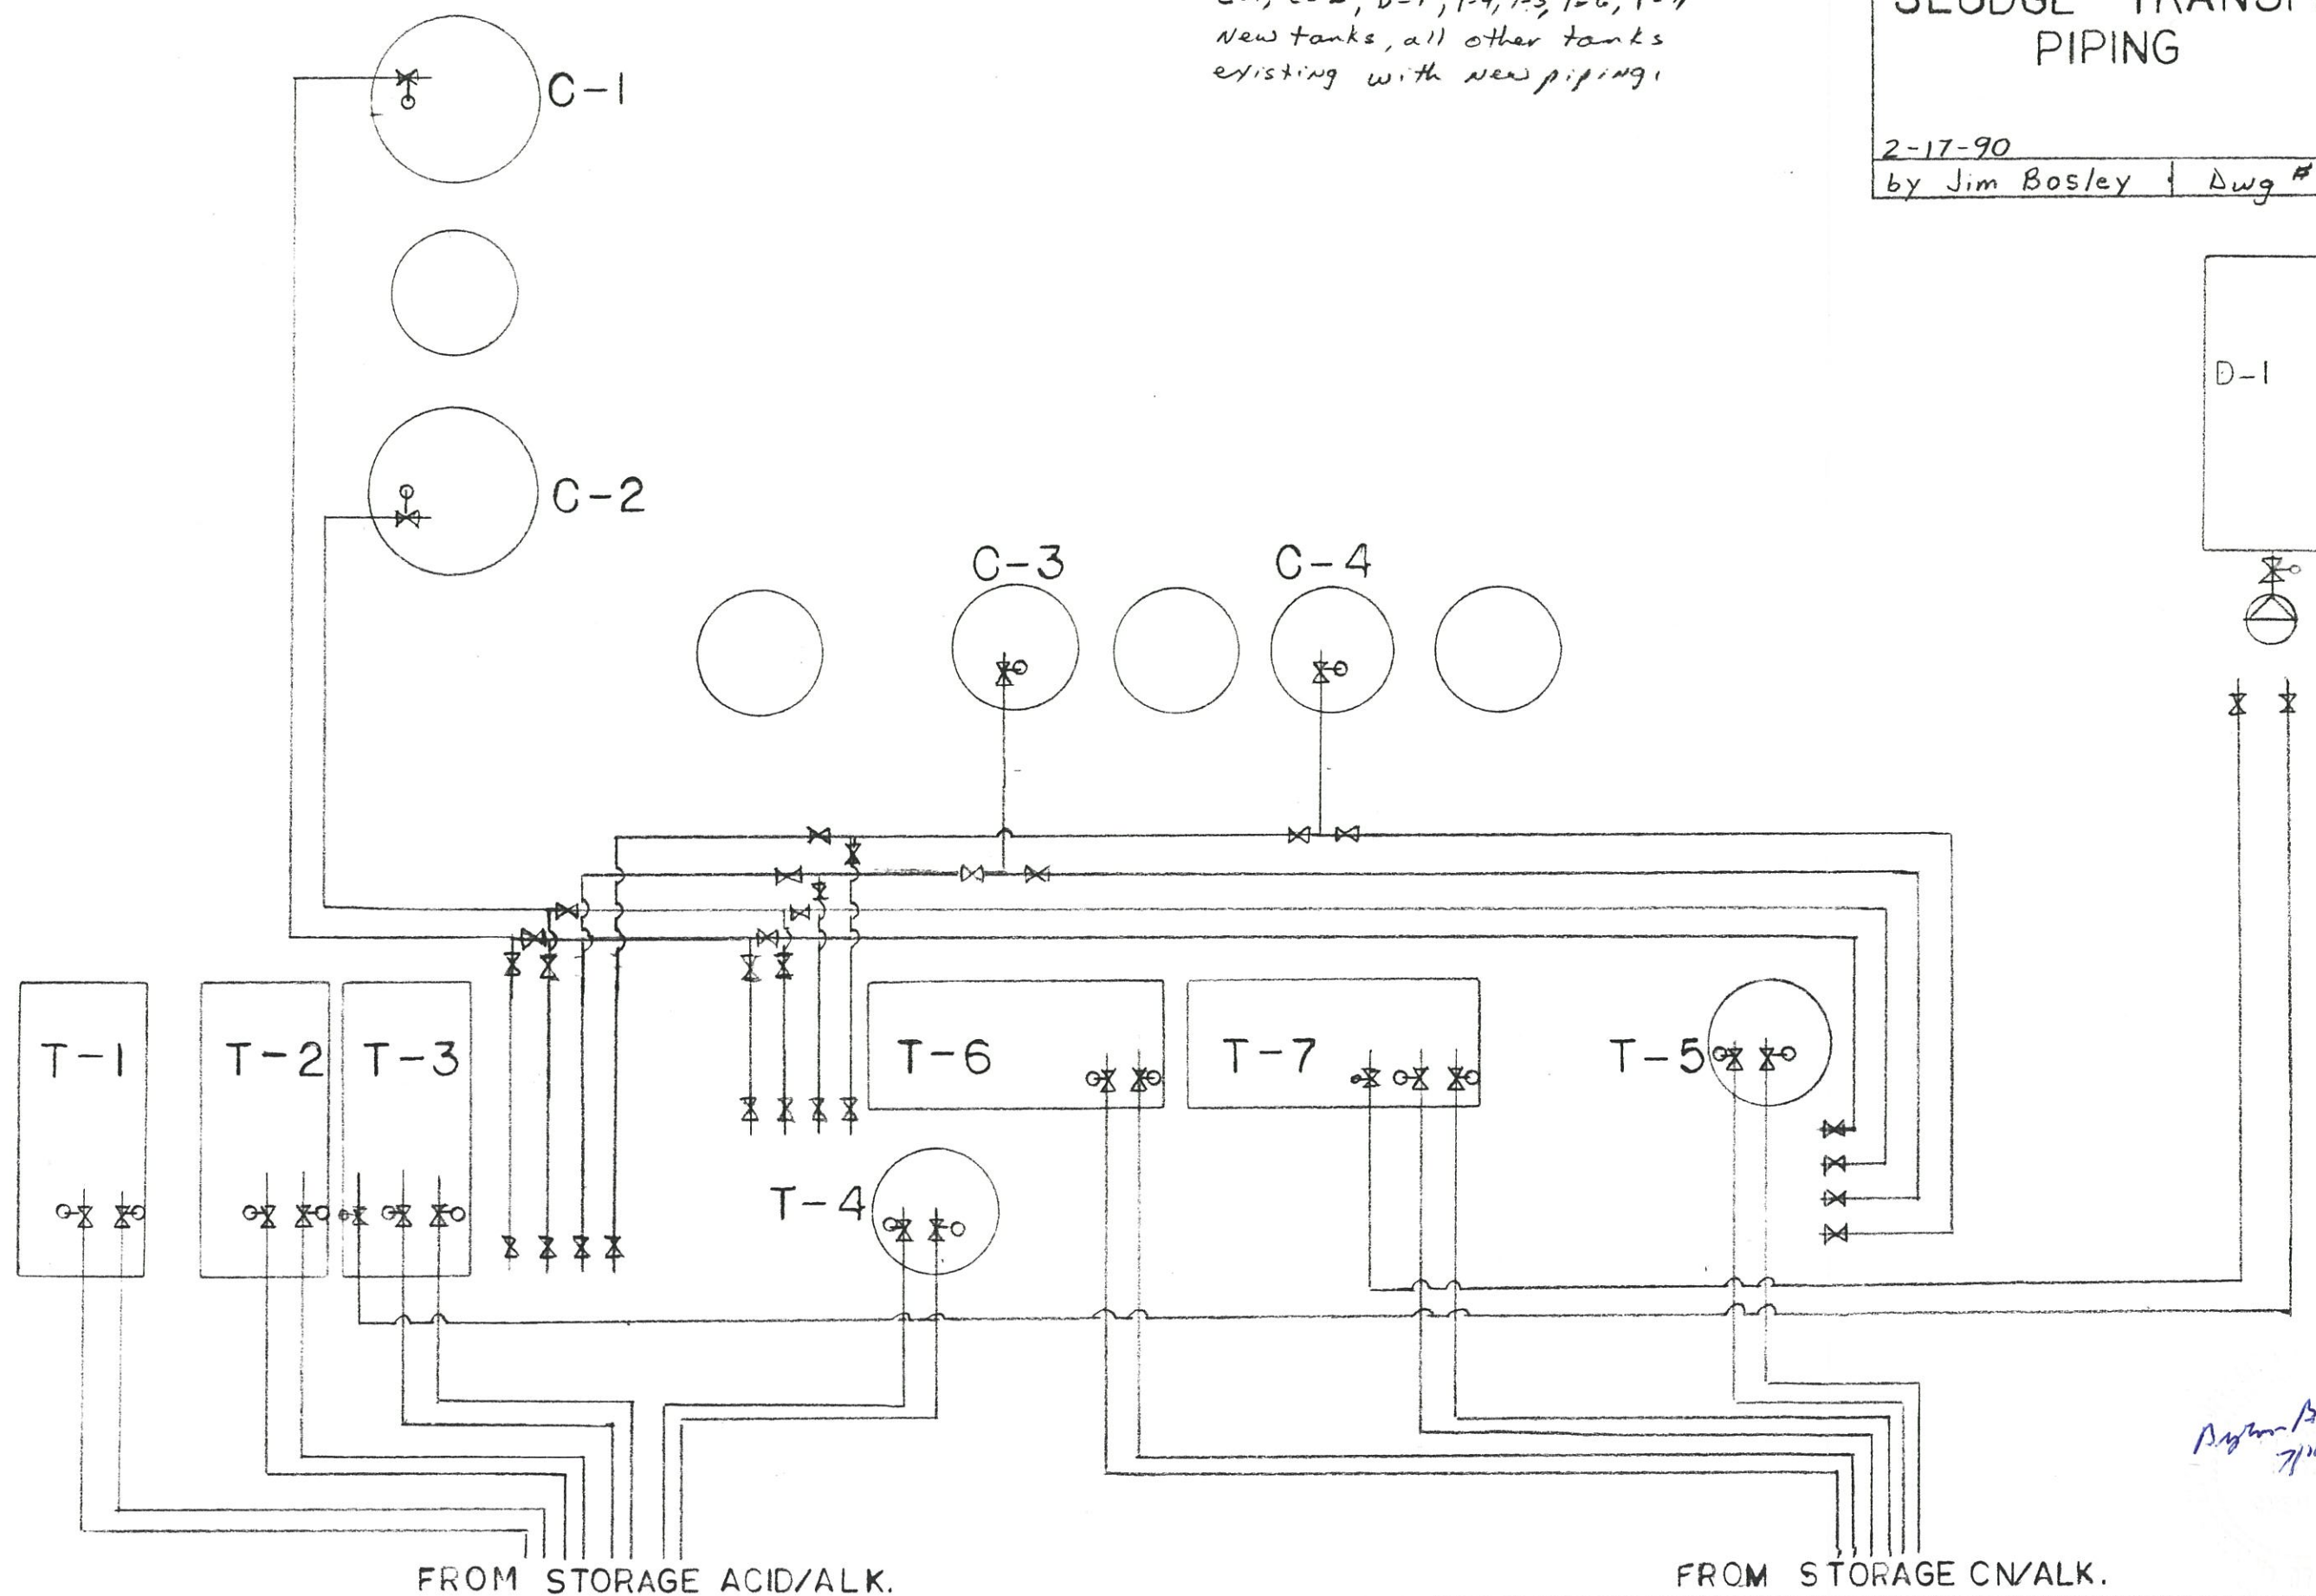 New tanks, all other tanks
existing with new piping.
PIPING
2-17-90
by Jim Bosley Dwg #
C-1
C-2
D-1
C-3
C-4
T-1
T-2
T-3
T-6
T-7
T-5
T-4
FROM STORAGE ACID/ALK.
FROM STORAGE CN/ALK.